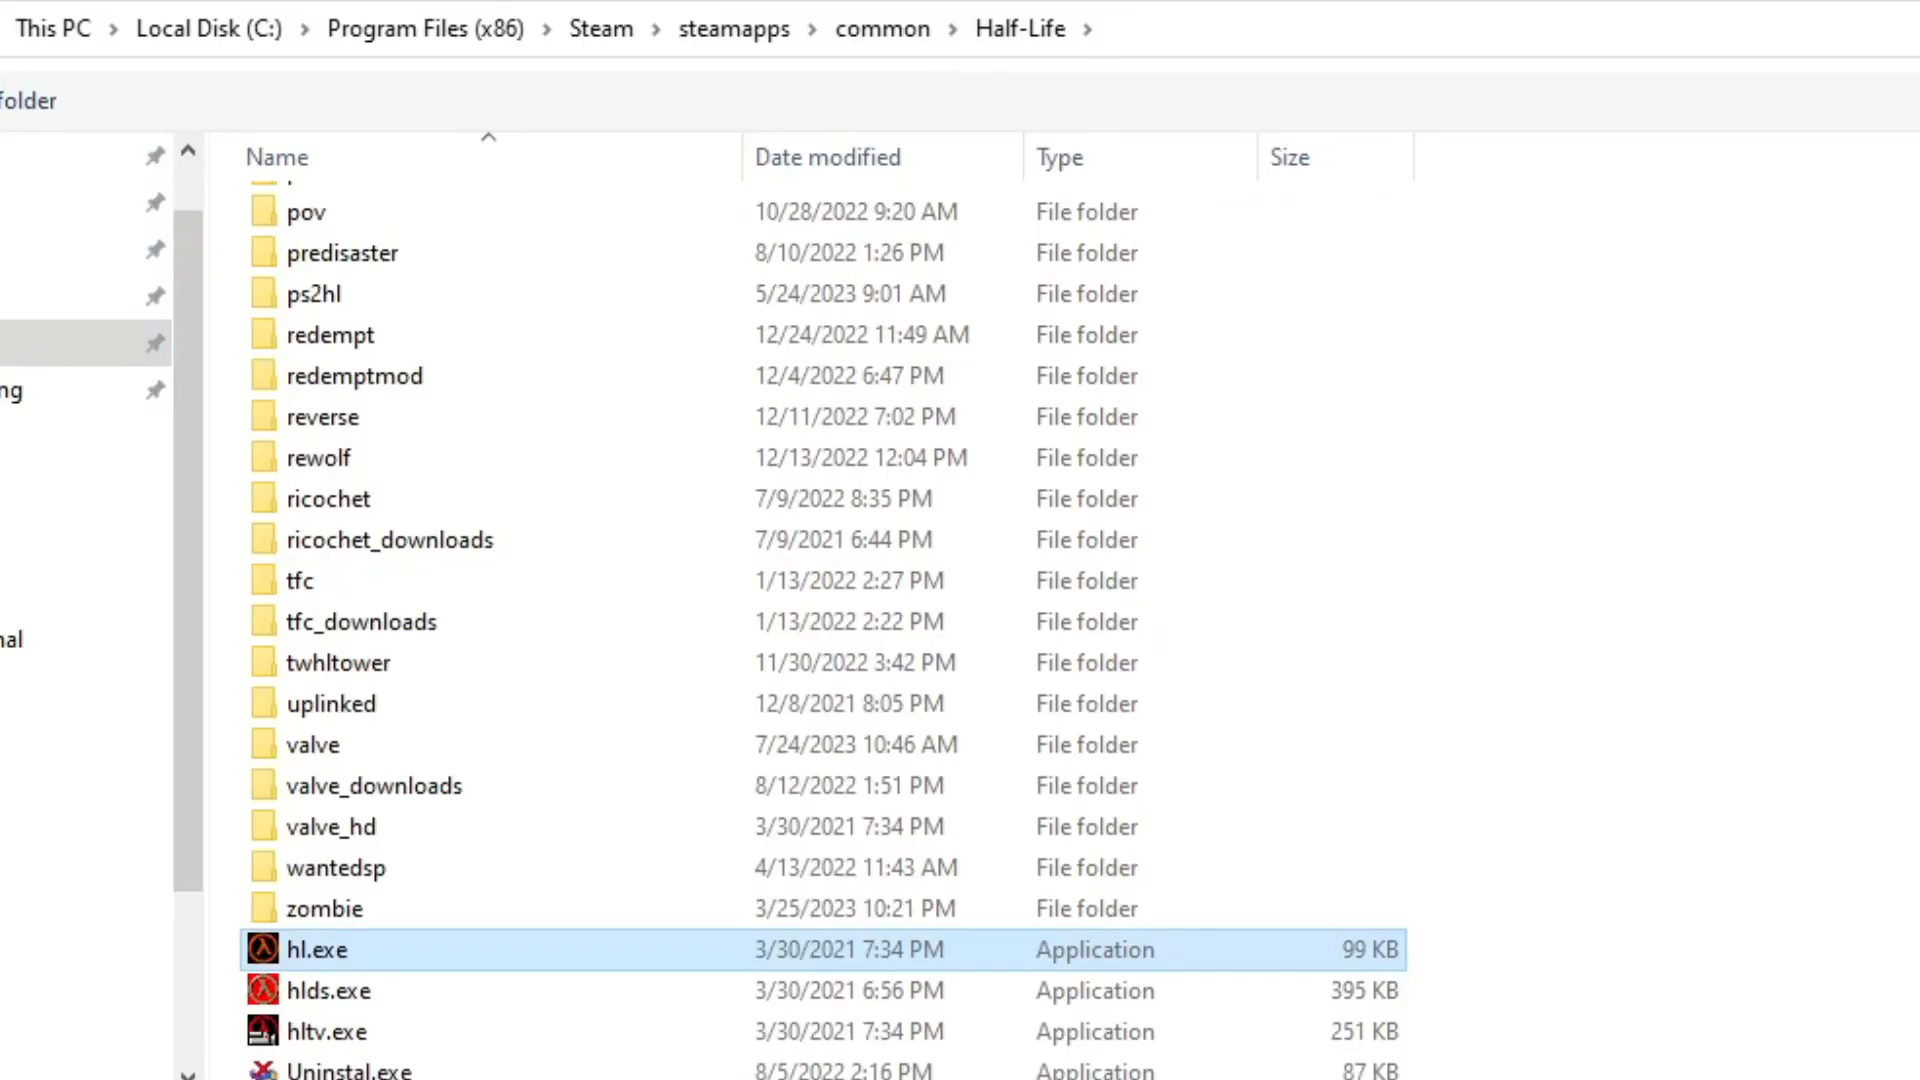 This PC > Local Disk (C:) > Program Files (x86) > Steam > steamapps > common > Half-Life >
folder
Name Date modified Type Size
pov 10/28/2022 9:20 AM File folder
predisaster 8/10/2022 1:26 PM File folder
ps2hl 5/24/2023 9:01 AM File folder
redempt 12/24/2022 11:49 AM File folder
redemptmod 12/4/2022 6:47 PM File folder
ng
reverse 12/11/2022 7:02 PM File folder
rewolf 12/13/2022 12:04 PM File folder
ricochet 7/9/2022 8:35 PM File folder
ricochet_downloads 7/9/2021 6:44 PM File folder
tfc 1/13/2022 2:27 PM File folder
tfc_downloads 1/13/2022 2:22 PM File folder
nal
twhltower 11/30/2022 3:42 PM File folder
uplinked 12/8/2021 8:05 PM File folder
valve 7/24/2023 10:46 AM File folder
valve_downloads 8/12/2022 1:51 PM File folder
valve_hd 3/30/2021 7:34 PM File folder
wantedsp 4/13/2022 11:43 AM File folder
zombie 3/25/2023 10:21 PM File folder
hl.exe 3/30/2021 7:34 PM Application 99 KB
hlds.exe 3/30/2021 6:56 PM Application 395 KB
hltv.exe 3/30/2021 7:34 PM Application 251 KB
Uninstal.exe 8/5/2022 2:16 PM Application 87 KB